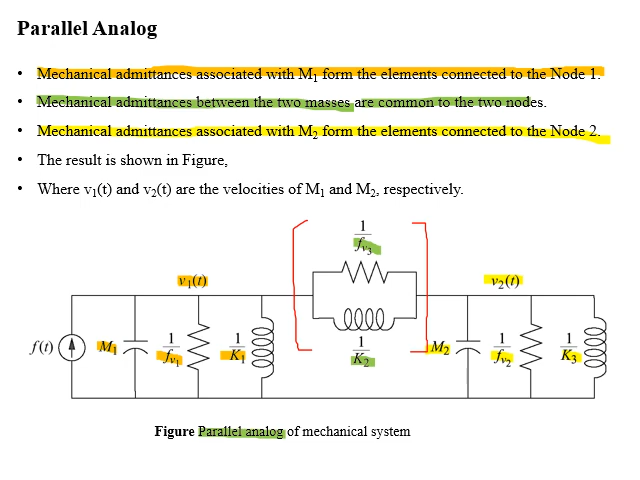 Parallel Analog
• Mechanical admittances associated with M₁ form the elements connected to the Node 1.
• Mechanical admittances between the two masses are common to the two nodes.
• Mechanical admittances associated with M₂ form the elements connected to the Node 2.
• The result is shown in Figure,
• Where v₁(t) and v₂(t) are the velocities of M₁ and M₂, respectively.
1/fᵥ₃
v₁(t)
v₂(t)
f(t)
M₁
1/fᵥ₁
1/K₁
1/K₂
M₂
1/fᵥ₂
1/K₃
Figure Parallel analog of mechanical system